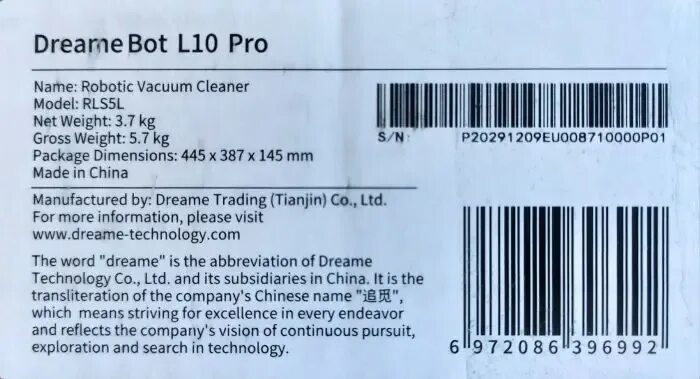 Dreame Bot L10 Pro
Name: Robotic Vacuum Cleaner
Model: RLS5L
Net Weight: 3.7 kg
Gross Weight: 5.7 kg
Package Dimensions: 445 x 387 x 145 mm
Made in China
S/N: P20291209EU008710000P01
Manufactured by: Dreame Trading (Tianjin) Co., Ltd.
For more information, please visit
www.dreame-technology.com
The word "dreame" is the abbreviation of Dreame
Technology Co., Ltd. and its subsidiaries in China. It is the
transliteration of the company's Chinese name "追觅",
which means striving for excellence in every endeavor
and reflects the company's vision of continuous pursuit,
exploration and search in technology.
6 972086 396992